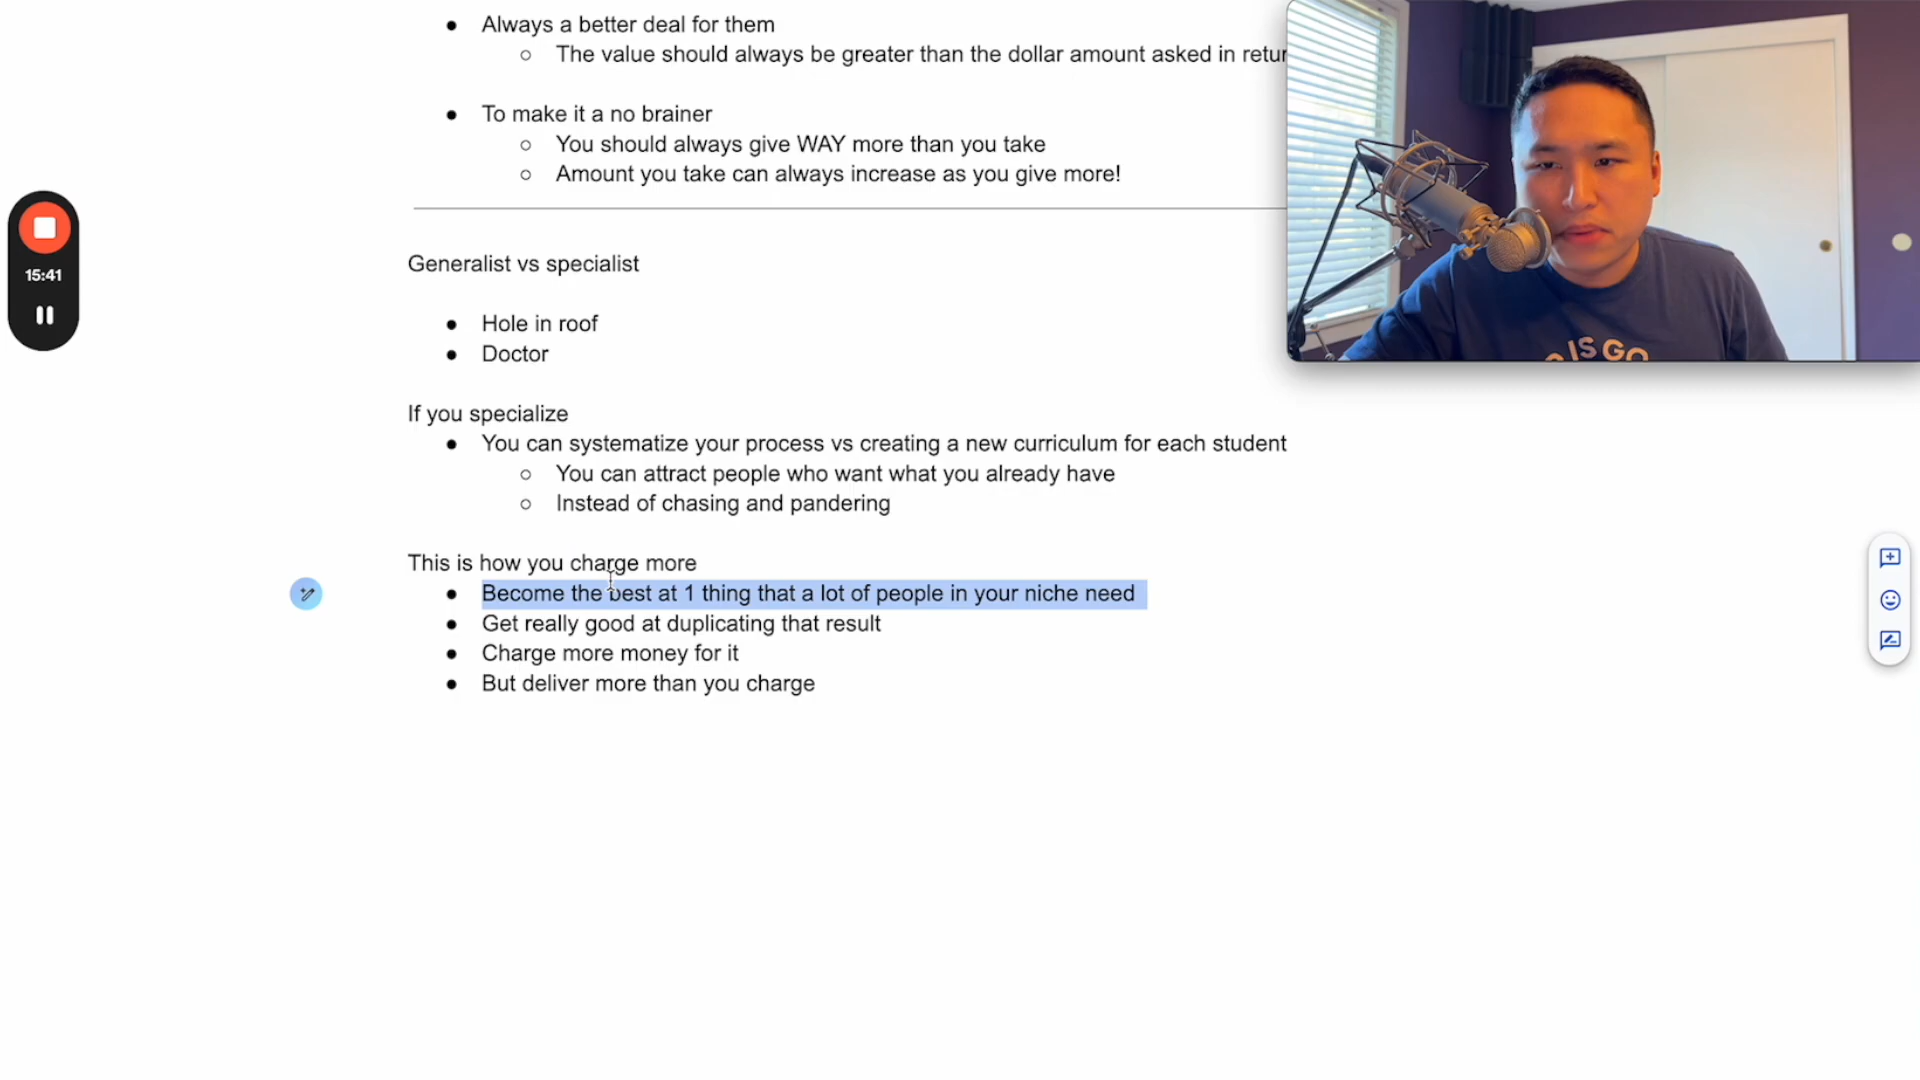 Always a better deal for them
The value should always be greater than the dollar amount asked in retur
To make it a no brainer
You should always give WAY more than you take
Amount you take can always increase as you give more!
15:41
Generalist vs specialist
Hole in roof
Doctor
IS GO
If you specialize
You can systematize your process vs creating a new curriculum for each student
You can attract people who want what you already have
Instead of chasing and pandering
This is how you charge more
Become the best at 1 thing that a lot of people in your niche need
Get really good at duplicating that result
Charge more money for it
But deliver more than you charge